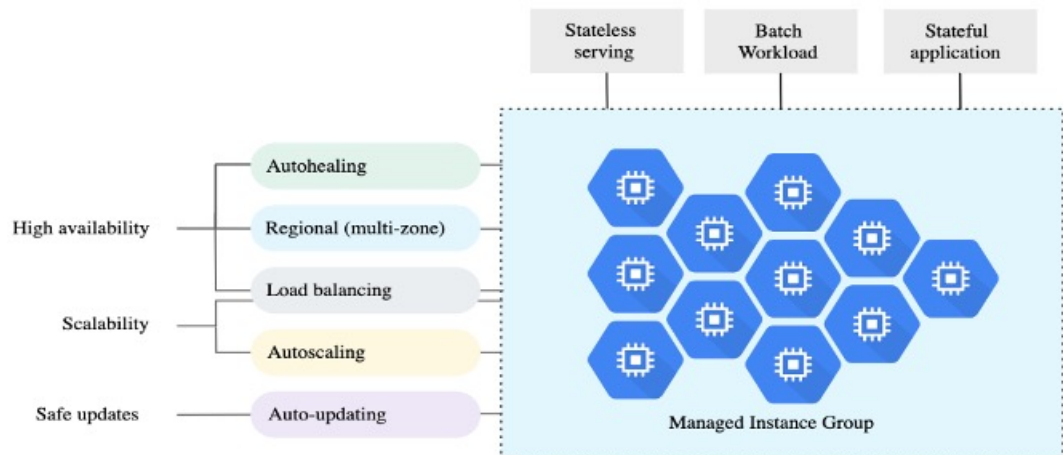 Stateless
serving
Batch
Workload
Stateful
application
Autohealing
High availability
Regional (multi-zone)
Load balancing
Scalability
Autoscaling
Safe updates
Auto-updating
Managed Instance Group